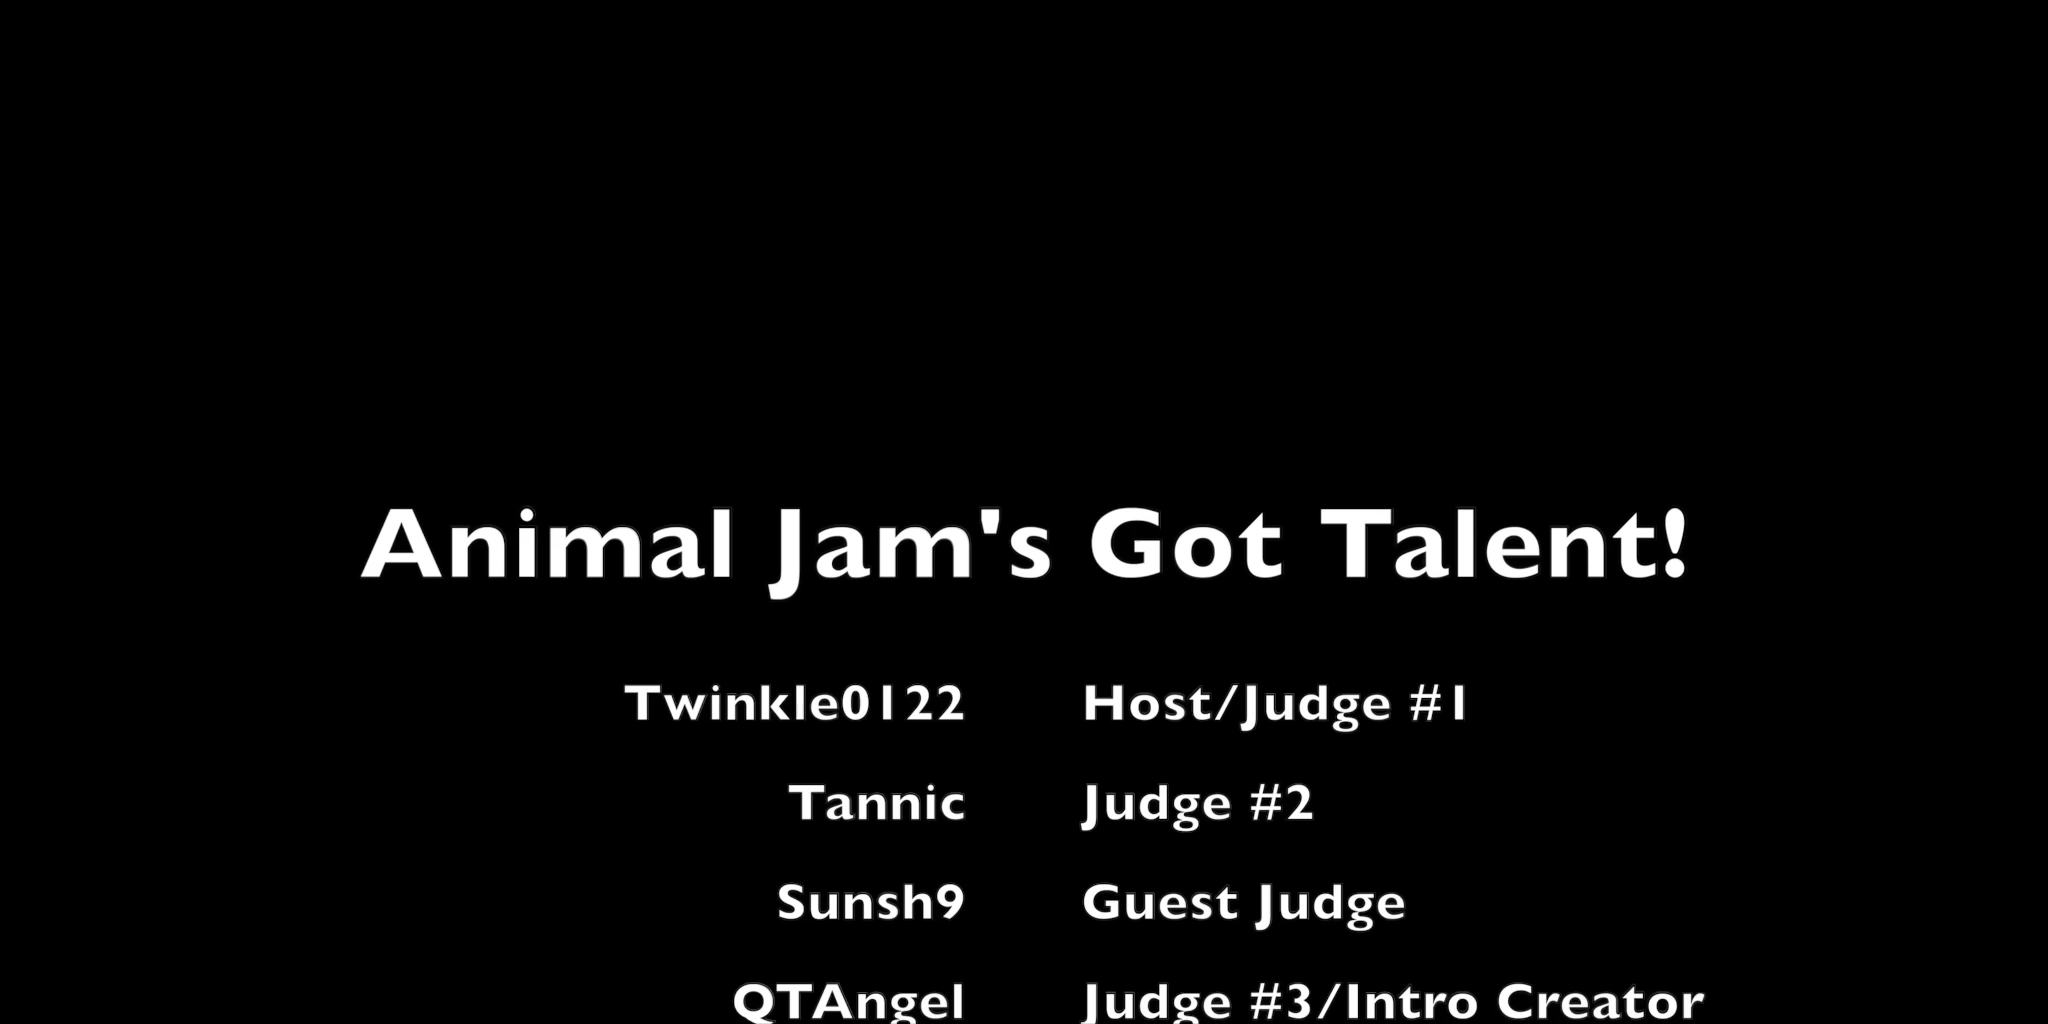 Animal Jam's Got Talent!
Twinkle0122 Host/Judge #1
Tannic Judge #2
Sunsh9 Guest Judge
QTAngel Judge #3/Intro Creator